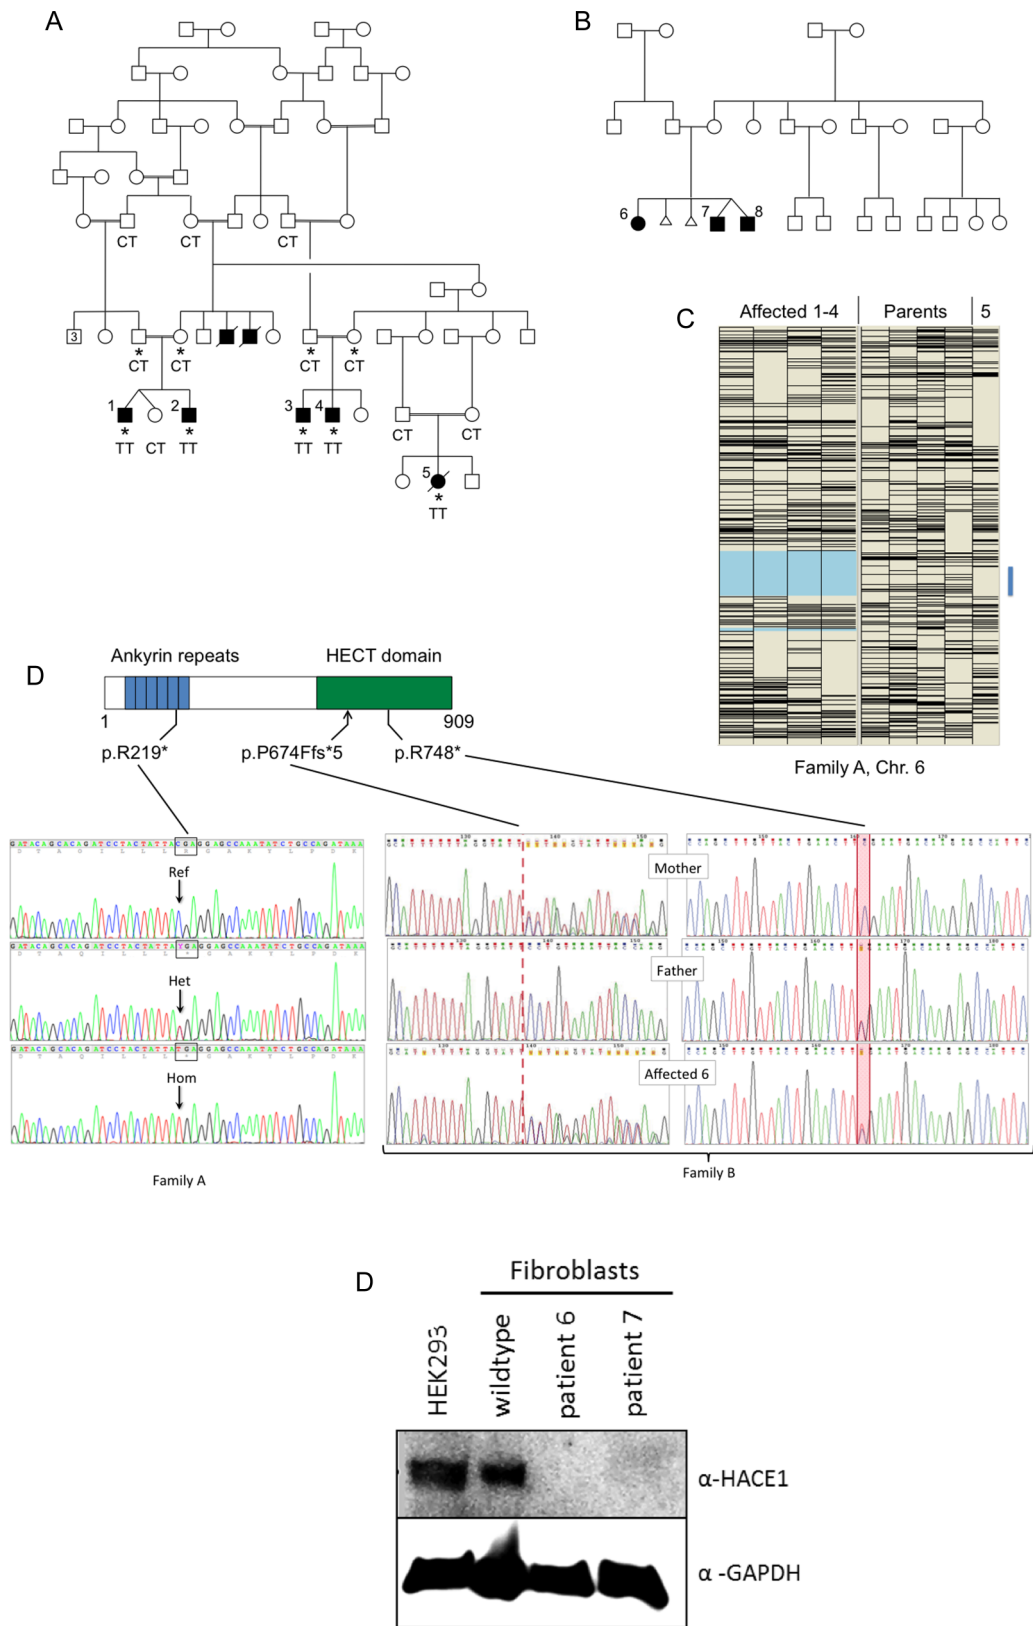 A
B
CT CT CT
3
* * * *
CT CT CT CT
1 2 3 4
* * * *
TT CT TT TT TT
CT CT
5
*
TT
6 7 8
C
Affected 1-4 Parents 5
Family A, Chr. 6
D
Ankyrin repeats HECT domain
1 909
p.R219* p.P674Ffs*5 p.R748*
GATACAGCACAGATCCTACTATTACGAGGAGCCAAATATCTGCCAGATAAA
D T A Q I L L L R G A K Y L P D K
Ref
GATACAGCACAGATCCTACTATTAYGAGGAGCCAAATATCTGCCAGATAAA
Het
GATACAGCACAGATCCTACTATTATGAGGAGCCAAATATCTGCCAGATAAA
Hom
Family A
Mother
Father
Affected 6
Family B
D
Fibroblasts
HEK293
wildtype
patient 6
patient 7
α-HACE1
α -GAPDH